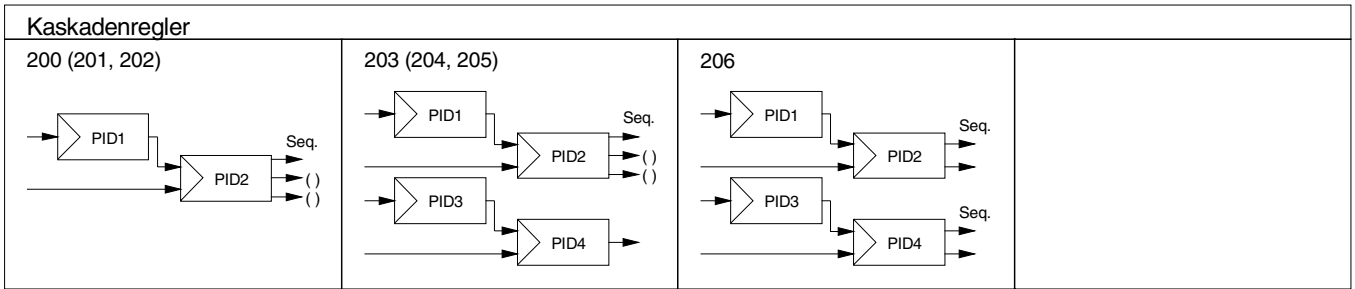 Kaskadenregler
200 (201, 202)
PID1
Seq.
PID2
( )
( )
203 (204, 205)
PID1
Seq.
PID2
( )
( )
PID3
PID4
206
PID1
Seq.
PID2
PID3
Seq.
PID4